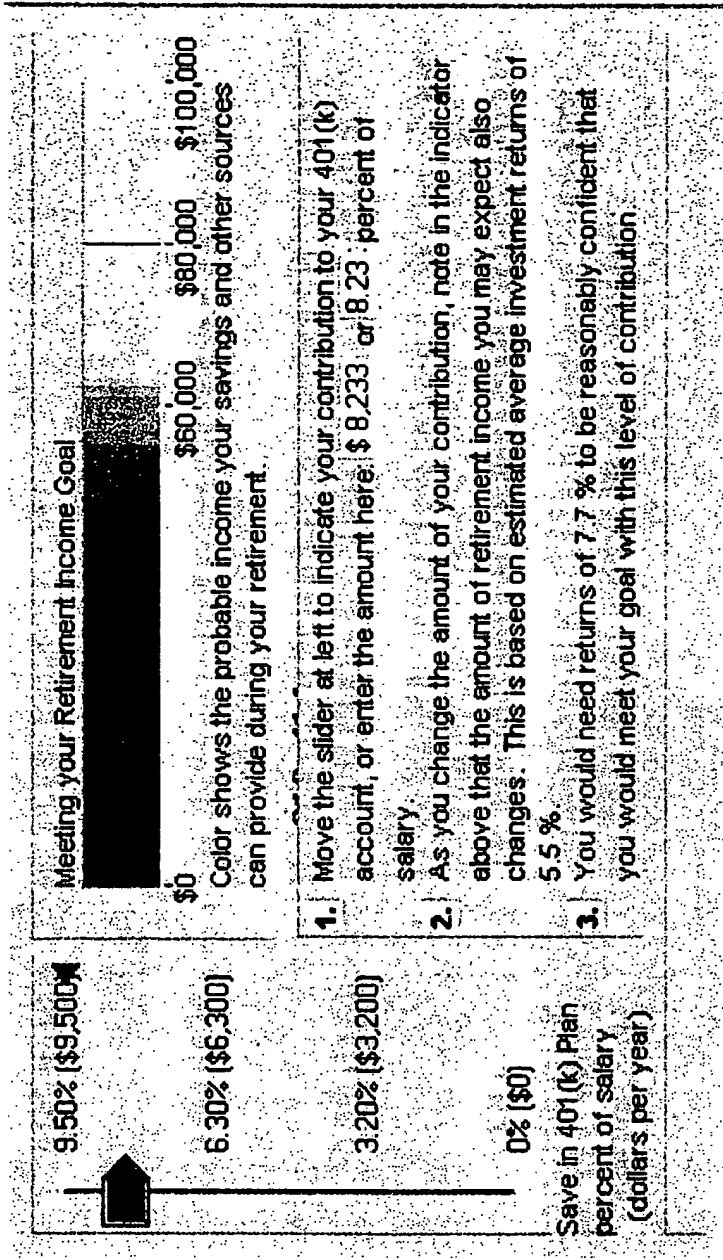 Meeting your Retirement Income Goal
$0 $60,000 $80,000 $100,000
Color shows the probable income your savings and other sources
can provide during your retirement.
9.50% ($9,500)
6.30% ($6,300)
3.20% ($3,200)
0% ($0)
Save in 401(k) Plan
percent of salary
(dollars per year)
1. Move the slider at left to indicate your contribution to your 401(k)
account, or enter the amount here: $ 8,233 or 8.23 percent of
salary.
2. As you change the amount of your contribution, note in the indicator
above that the amount of retirement income you may expect also
changes. This is based on estimated average investment returns of
5.5 %.
3. You would need returns of 7.7 % to be reasonably confident that
you would meet your goal with this level of contribution.